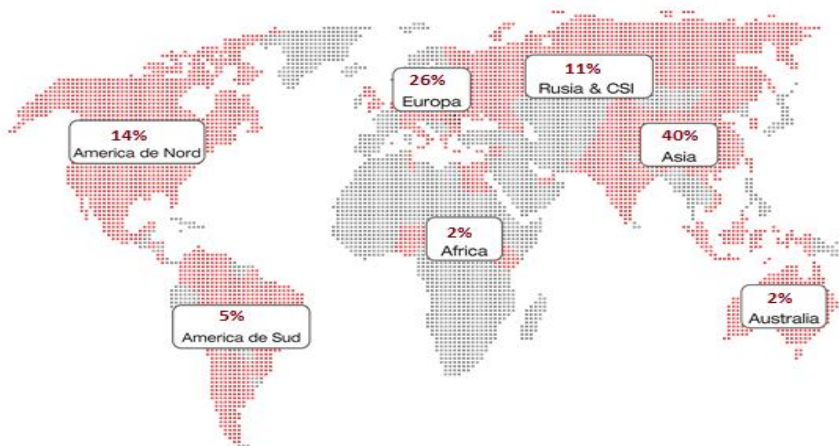 26%
Europa
11%
Rusia & CSI
14%
America de Nord
40%
Asia
2%
Africa
2%
Australia
5%
America de Sud